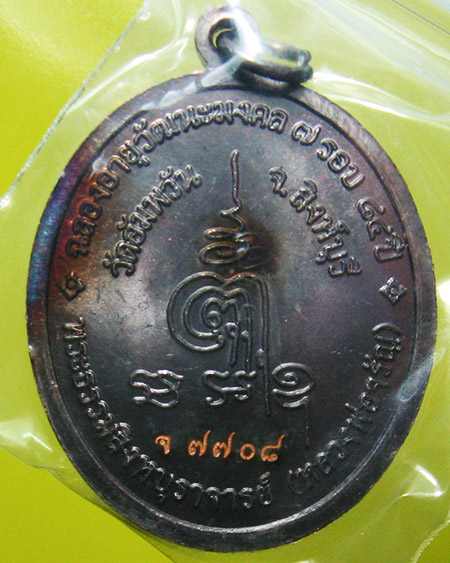 ฉลองอายุวัฒนะมงคล ๗ รอบ ๘๔ ปี
วัดอัมพวัน จ.สิงห์บุรี
จ ๗๗๐๘
พระธรรมสิงหบุราจารย์ (หลวงพ่อจรัญ)